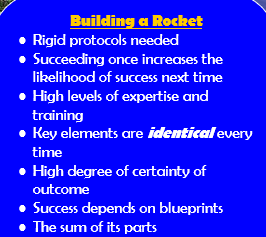 Building a Rocket
● Rigid protocols needed
● Succeeding once increases the
likelihood of success next time
● High levels of expertise and
training
● Key elements are identical every
time
● High degree of certainty of
outcome
● Success depends on blueprints
● The sum of its parts